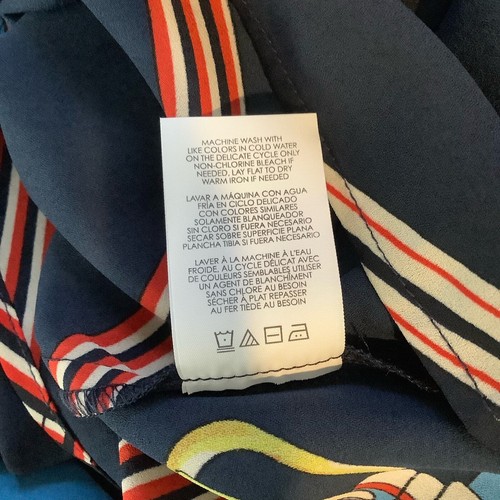 MACHINE WASH WITH
LIKE COLORS IN COLD WATER
ON THE DELICATE CYCLE ONLY
NON-CHLORINE BLEACH IF
NEEDED, LAY FLAT TO DRY
WARM IRON IF NEEDED
LAVAR A MÁQUINA CON AGUA
FRÍA EN CICLO DELICADO
CON COLORES SIMILARES
SOLAMENTE BLANQUEADOR
SIN CLORO SI FUERA NECESARIO
SECAR SOBRE SUPERFICIE PLANA
PLANCHA TIBIA SI FUERA NECESARIO
LAVER À LA MACHINE À L'EAU
FROIDE, AU CYCLE DÉLICAT AVEC
DE COULEURS SEMBLABLES UTILISER
UN AGENT DE BLANCHIMENT
SANS CHLORE AU BESOIN
SÉCHER À PLAT REPASSER
AU FER TIÈDE AU BESOIN